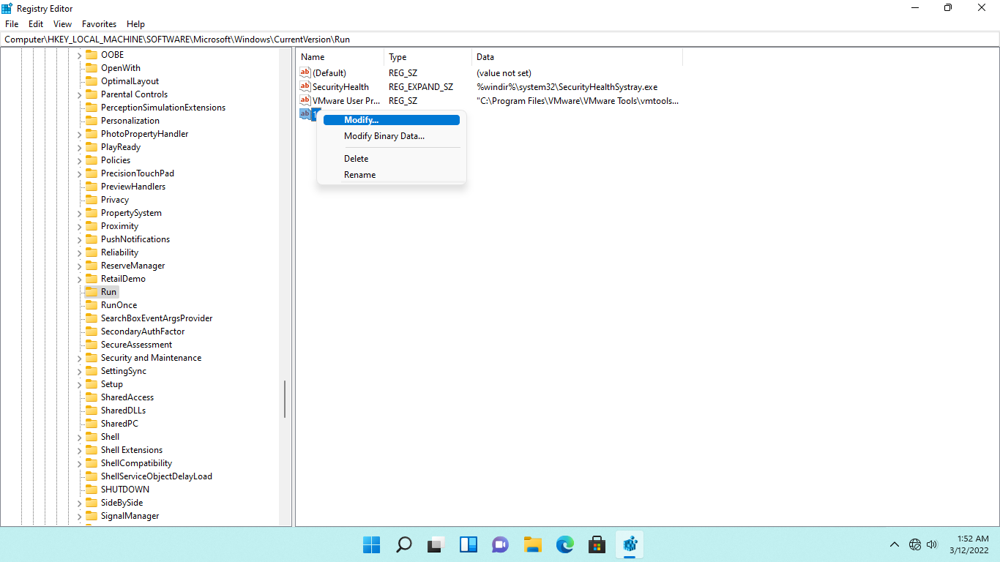 Registry Editor
File Edit View Favorites Help
Computer\HKEY_LOCAL_MACHINE\SOFTWARE\Microsoft\Windows\CurrentVersion\Run
OOBE
OpenWith
OptimalLayout
Parental Controls
PerceptionSimulationExtensions
Personalization
PhotoPropertyHandler
PlayReady
Policies
PrecisionTouchPad
PreviewHandlers
Privacy
PropertySystem
Proximity
PushNotifications
Reliability
ReserveManager
RetailDemo
Run
RunOnce
SearchBoxEventArgsProvider
SecondaryAuthFactor
SecureAssessment
Security and Maintenance
SettingSync
Setup
SharedAccess
SharedDLLs
SharedPC
Shell
Shell Extensions
ShellCompatibility
ShellServiceObjectDelayLoad
SHUTDOWN
SideBySide
SignalManager
Name Type Data
(Default) REG_SZ (value not set)
SecurityHealth REG_EXPAND_SZ %windir%\system32\SecurityHealthSystray.exe
VMware User Pr... REG_SZ "C:\Program Files\VMware\VMware Tools\vmtools...
Modify...
Modify Binary Data...
Delete
Rename
1:52 AM
3/12/2022